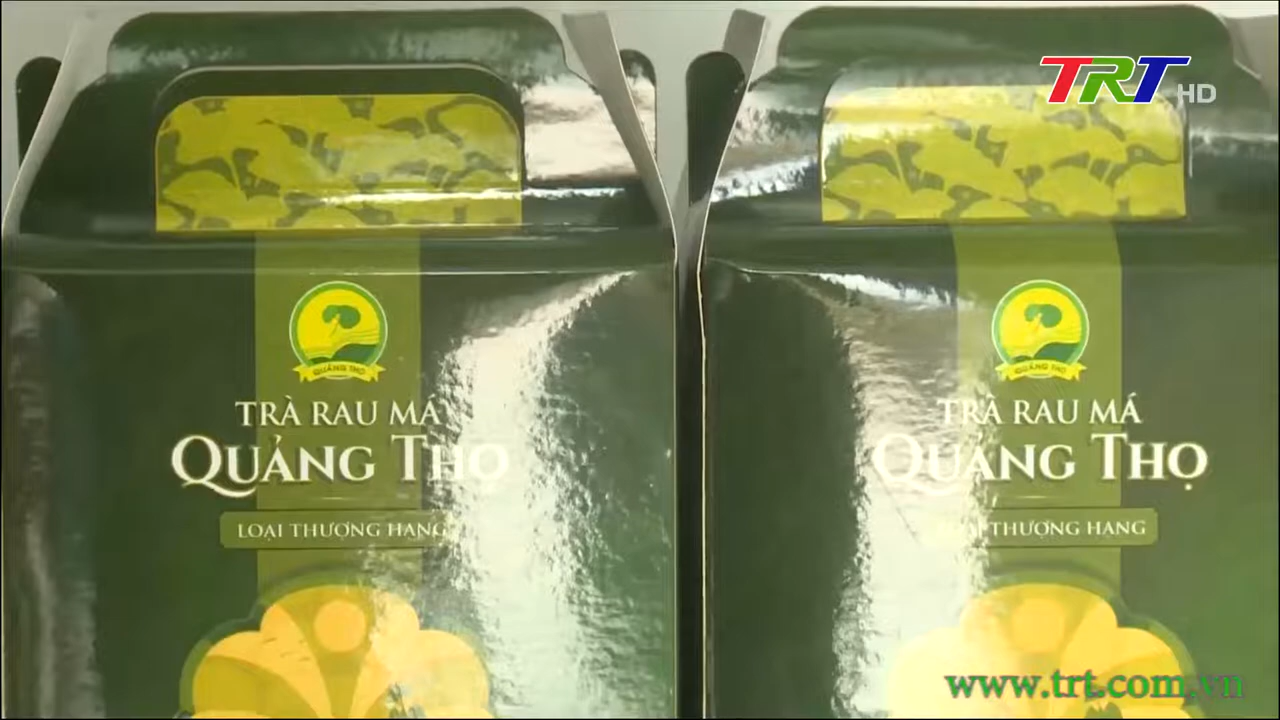 TRT HD
QUẢNG THỌ
TRÀ RAU MÁ
QUẢNG THỌ
LOẠI THƯỢNG HẠNG
QUẢNG THỌ
TRÀ RAU MÁ
QUẢNG THỌ
LOẠI THƯỢNG HẠNG
www.trt.com.vn